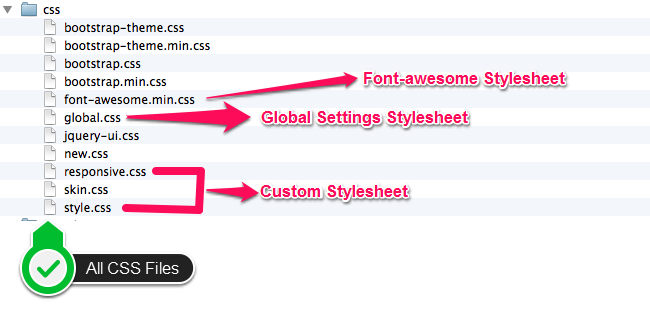 css
bootstrap-theme.css
bootstrap-theme.min.css
bootstrap.css
bootstrap.min.css
font-awesome.min.css
Font-awesome Stylesheet
global.css
Global Settings Stylesheet
jquery-ui.css
new.css
responsive.css
skin.css
Custom Stylesheet
style.css
All CSS Files